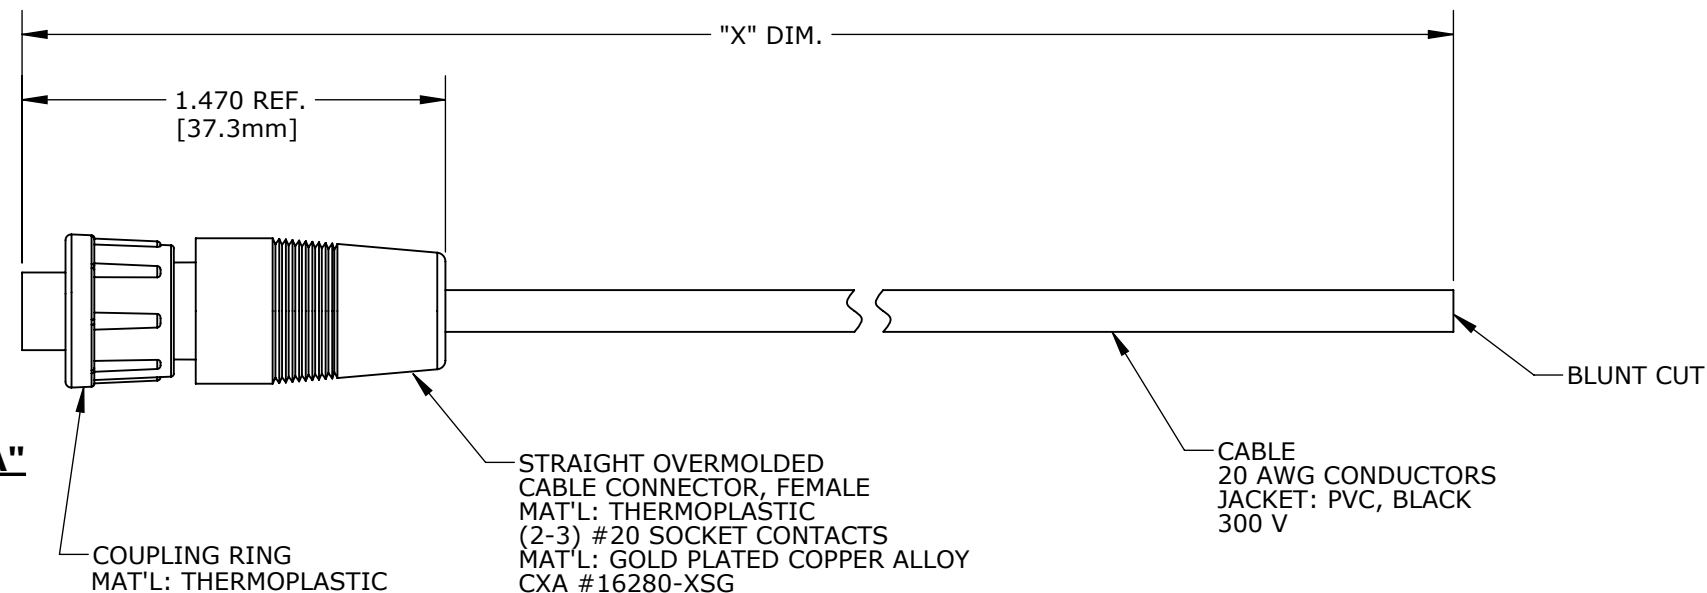 "X" DIM.
1.470 REF.
[37.3mm]
BLUNT CUT
A"
STRAIGHT OVERMOLDED
CABLE CONNECTOR, FEMALE
MAT'L: THERMOPLASTIC
(2-3) #20 SOCKET CONTACTS
MAT'L: GOLD PLATED COPPER ALLOY
CXA #16280-XSG
CABLE
20 AWG CONDUCTORS
JACKET: PVC, BLACK
300 V
COUPLING RING
MAT'L: THERMOPLASTIC